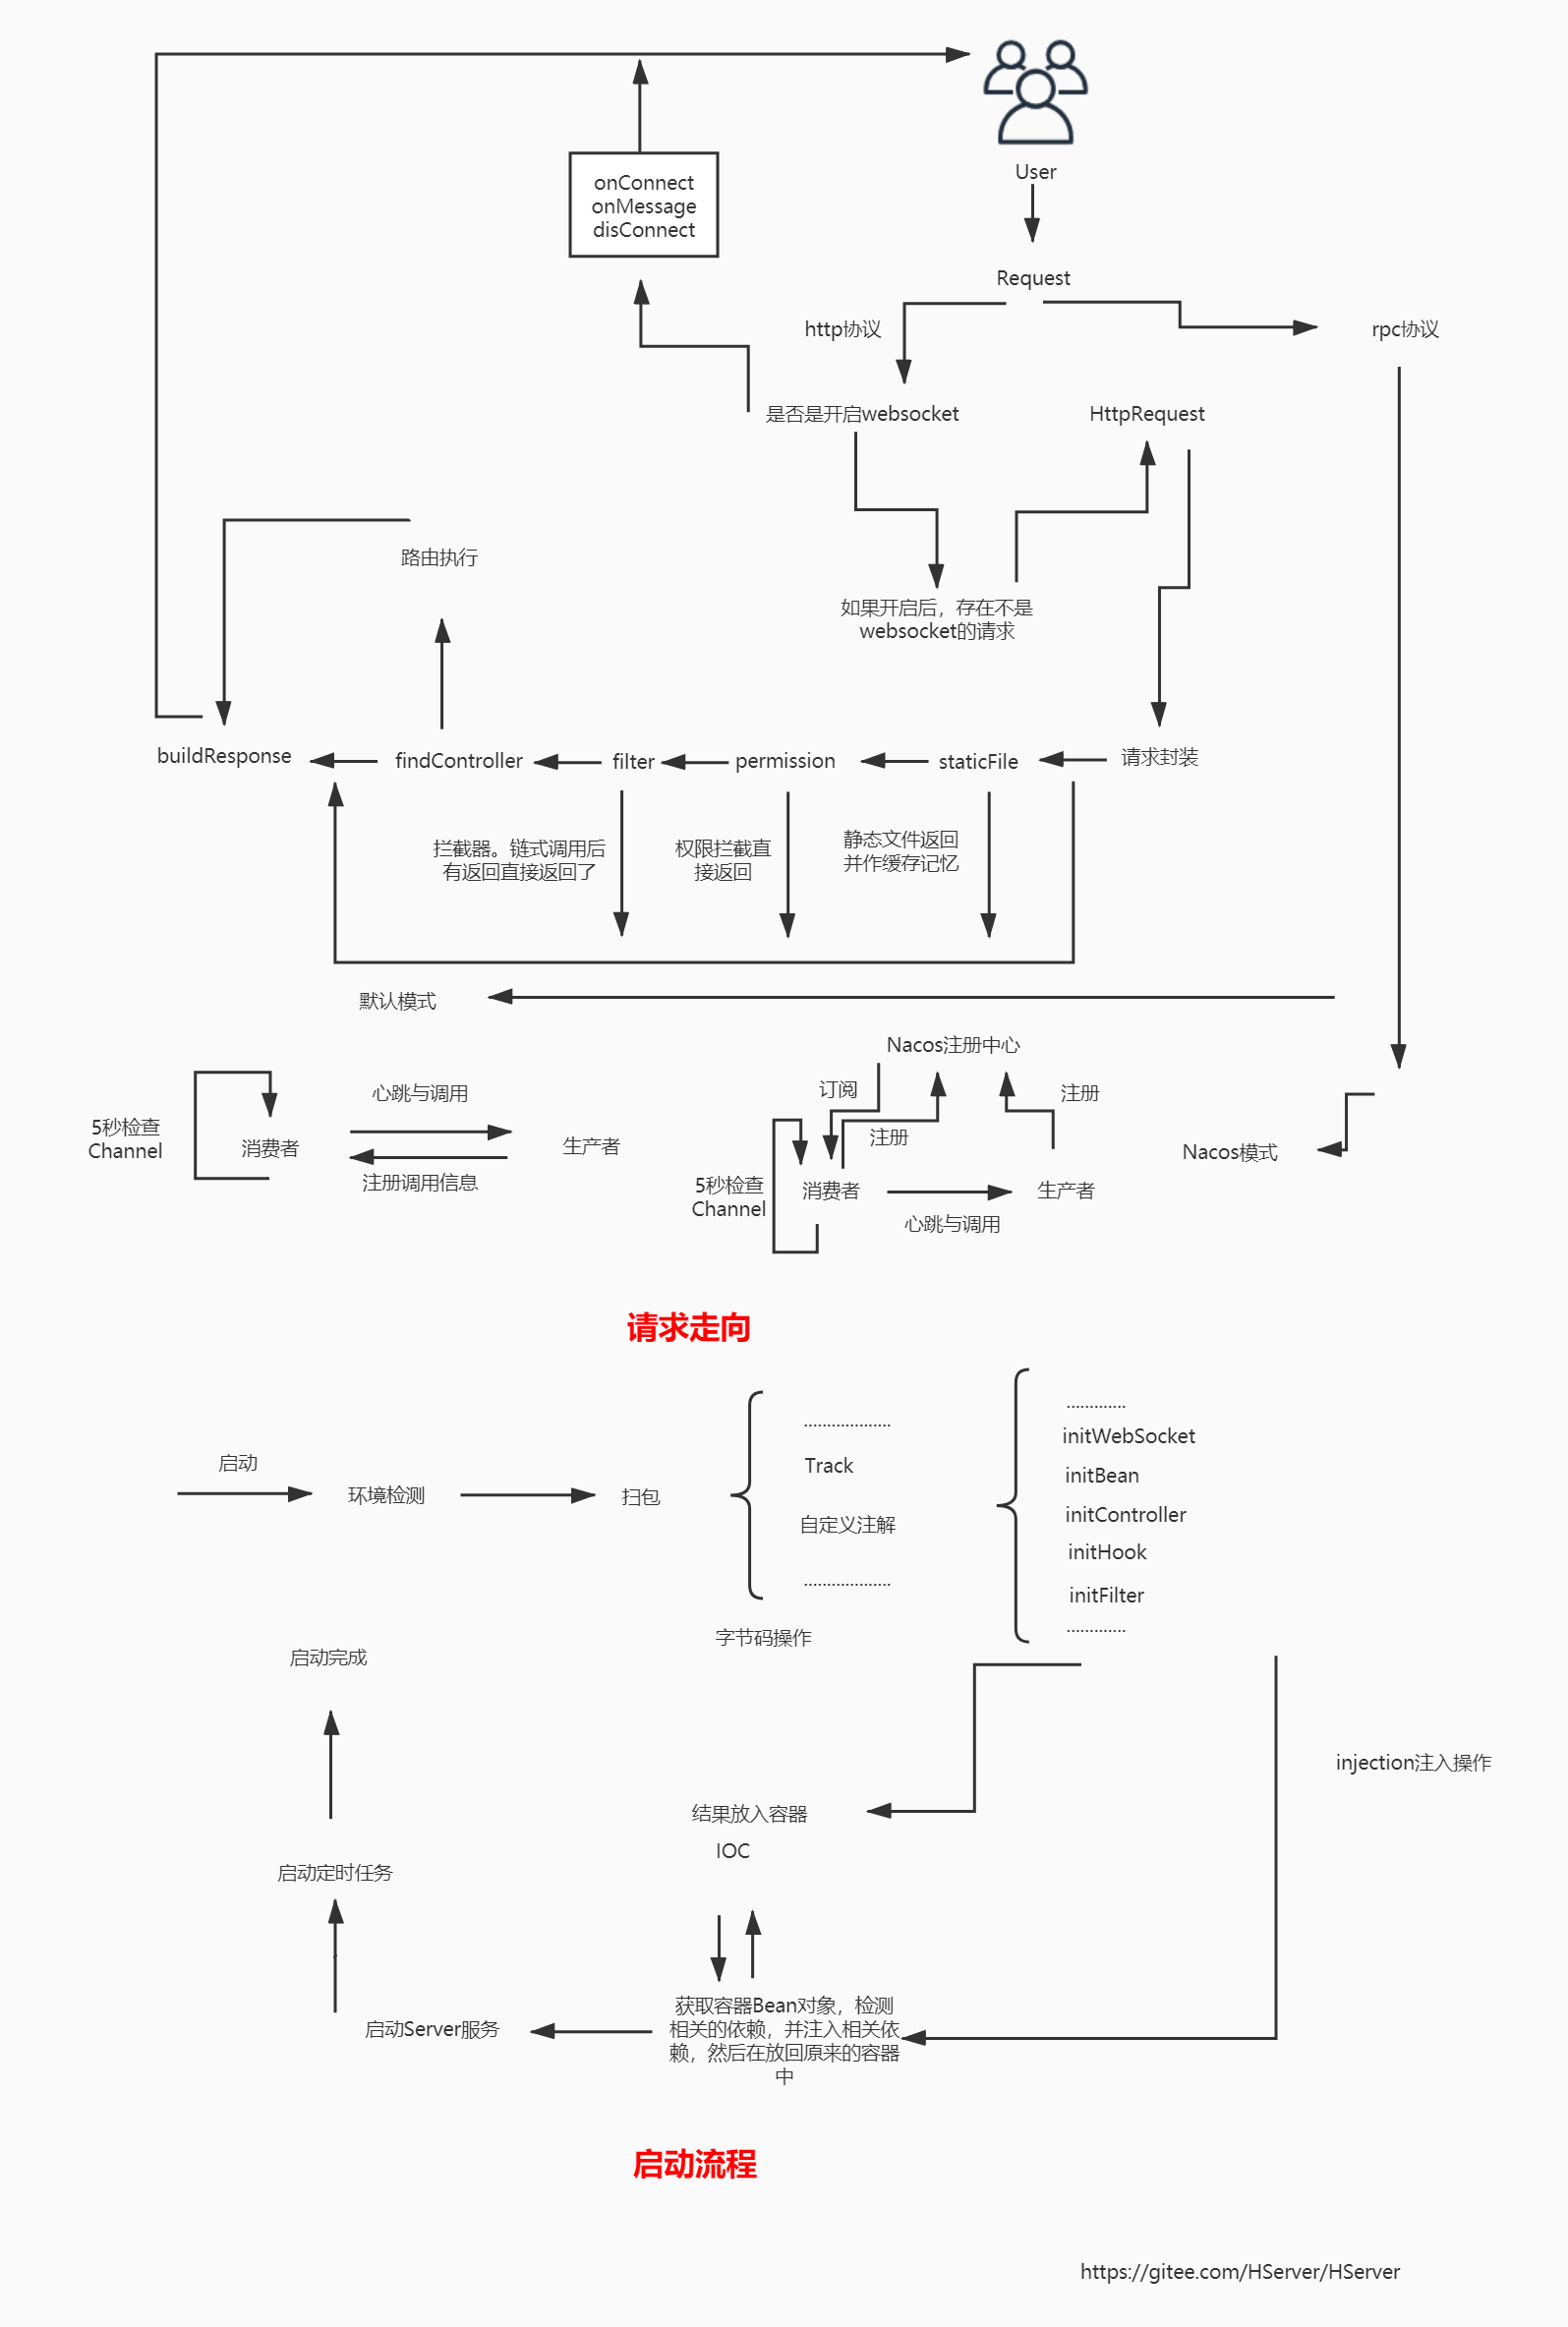 onConnect
onMessage
disConnect
User
Request
http协议
rpc协议
是否是开启websocket
HttpRequest
路由执行
如果开启后，存在不是
websocket的请求
buildResponse
findController
filter
permission
staticFile
请求封装
拦截器。链式调用后
有返回直接返回了
权限拦截直
接返回
静态文件返回
并作缓存记忆
默认模式
5秒检查
Channel
消费者
心跳与调用
注册调用信息
生产者
Nacos注册中心
订阅
注册
注册
5秒检查
Channel
消费者
心跳与调用
生产者
Nacos模式
请求走向
启动
环境检测
扫包
...................
Track
自定义注解
...................
字节码操作
.............
initWebSocket
initBean
initController
initHook
initFilter
.............
injection注入操作
结果放入容器
IOC
获取容器Bean对象，检测
相关的依赖，并注入相关依
赖，然后在放回原来的容器
中
启动Server服务
启动定时任务
启动完成
启动流程
https://gitee.com/HServer/HServer